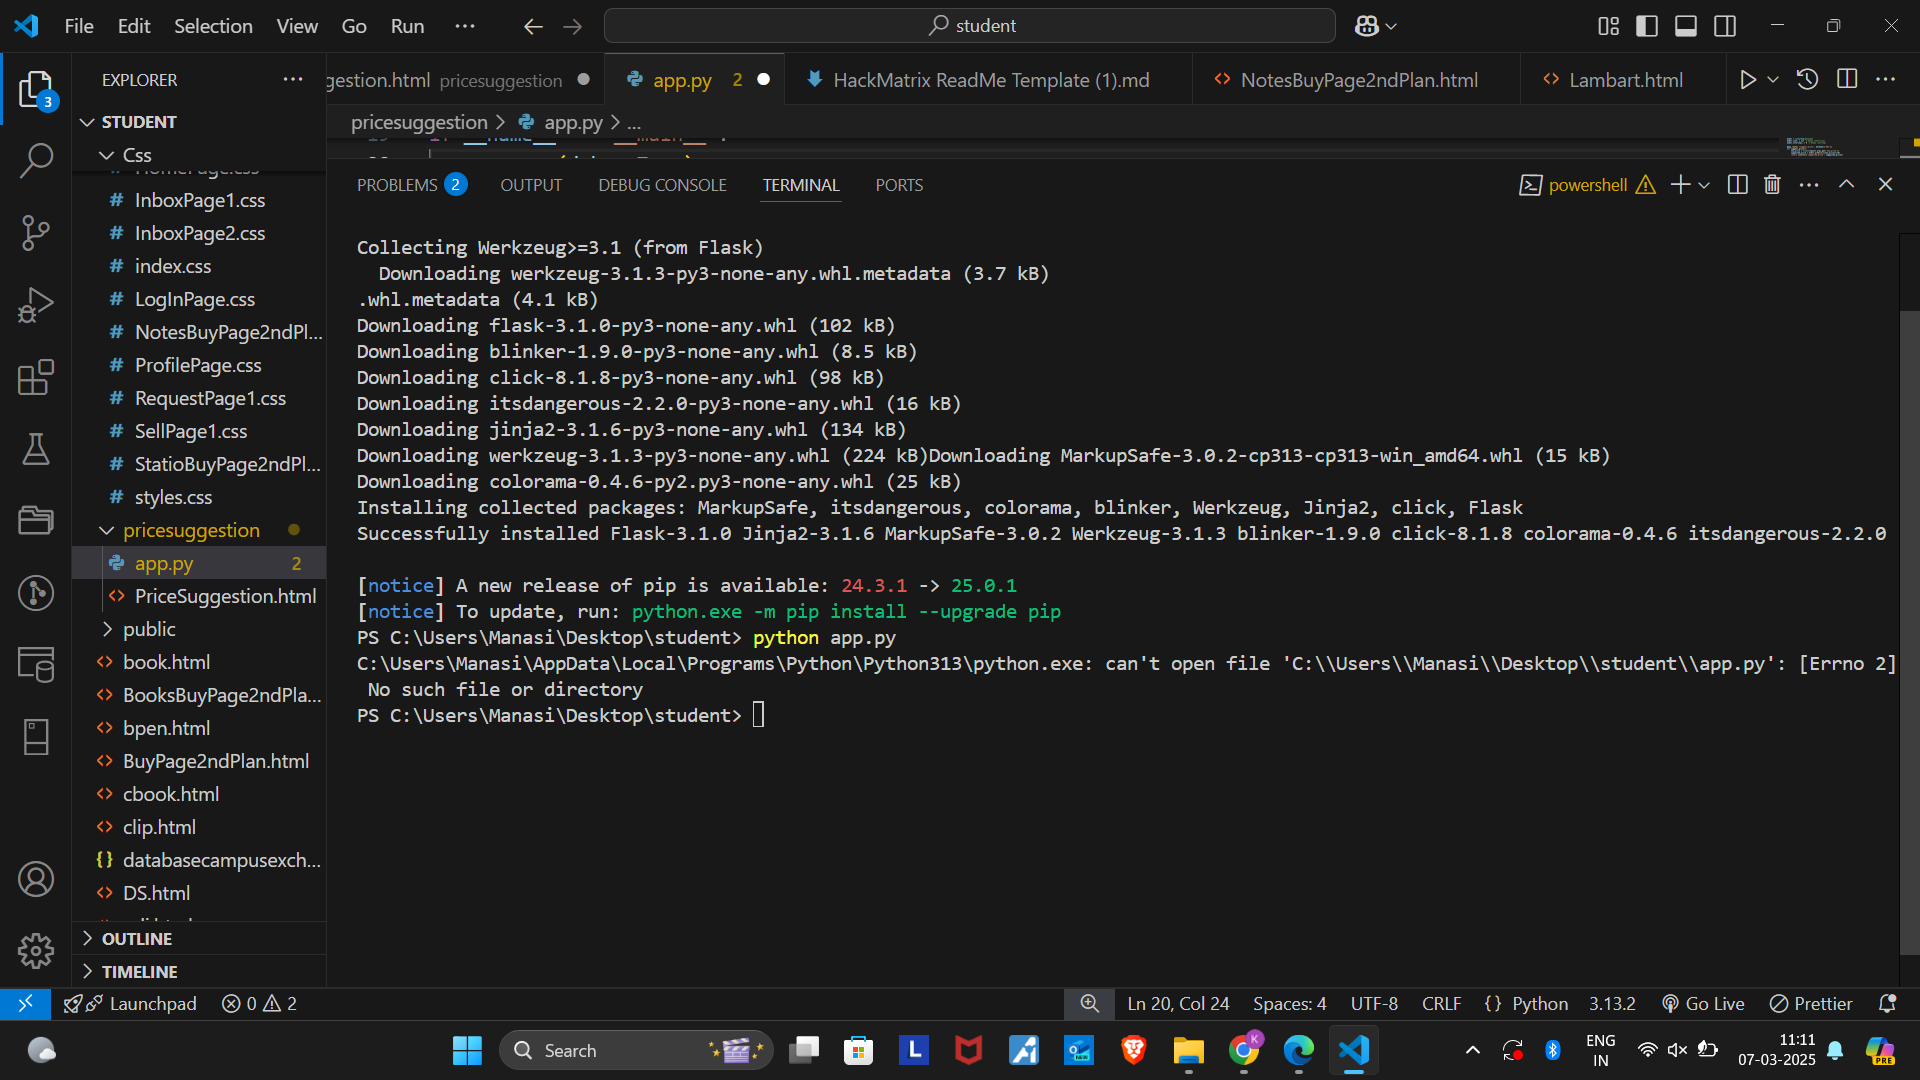 File Edit Selection View Go Run ...
student
EXPLORER ...
gestion.html pricesuggestion
app.py 2
HackMatrix ReadMe Template (1).md
NotesBuyPage2ndPlan.html
Lambart.html
STUDENT
Css
InboxPage1.css
InboxPage2.css
index.css
LogInPage.css
NotesBuyPage2ndPl...
ProfilePage.css
RequestPage1.css
SellPage1.css
StatioBuyPage2ndPl...
styles.css
pricesuggestion
app.py 2
PriceSuggestion.html
public
book.html
BooksBuyPage2ndPla...
bpen.html
BuyPage2ndPlan.html
cbook.html
clip.html
databasecampusexch...
DS.html
OUTLINE
TIMELINE
pricesuggestion > app.py > ...
PROBLEMS 2 OUTPUT DEBUG CONSOLE TERMINAL PORTS
powershell
Collecting Werkzeug>=3.1 (from Flask)
Downloading werkzeug-3.1.3-py3-none-any.whl.metadata (3.7 kB)
.whl.metadata (4.1 kB)
Downloading flask-3.1.0-py3-none-any.whl (102 kB)
Downloading blinker-1.9.0-py3-none-any.whl (8.5 kB)
Downloading click-8.1.8-py3-none-any.whl (98 kB)
Downloading itsdangerous-2.2.0-py3-none-any.whl (16 kB)
Downloading jinja2-3.1.6-py3-none-any.whl (134 kB)
Downloading werkzeug-3.1.3-py3-none-any.whl (224 kB)Downloading MarkupSafe-3.0.2-cp313-cp313-win_amd64.whl (15 kB)
Downloading colorama-0.4.6-py2.py3-none-any.whl (25 kB)
Installing collected packages: MarkupSafe, itsdangerous, colorama, blinker, Werkzeug, Jinja2, click, Flask
Successfully installed Flask-3.1.0 Jinja2-3.1.6 MarkupSafe-3.0.2 Werkzeug-3.1.3 blinker-1.9.0 click-8.1.8 colorama-0.4.6 itsdangerous-2.2.0
[notice] A new release of pip is available: 24.3.1 -> 25.0.1
[notice] To update, run: python.exe -m pip install --upgrade pip
PS C:\Users\Manasi\Desktop\student> python app.py
C:\Users\Manasi\AppData\Local\Programs\Python\Python313\python.exe: can't open file 'C:\\Users\\Manasi\\Desktop\\student\\app.py': [Errno 2]
No such file or directory
PS C:\Users\Manasi\Desktop\student>
3
Launchpad 0 2
Ln 20, Col 24 Spaces: 4 UTF-8 CRLF {} Python 3.13.2 Go Live Prettier
Search
L
K
ENG
IN
11:11
07-03-2025
PRE